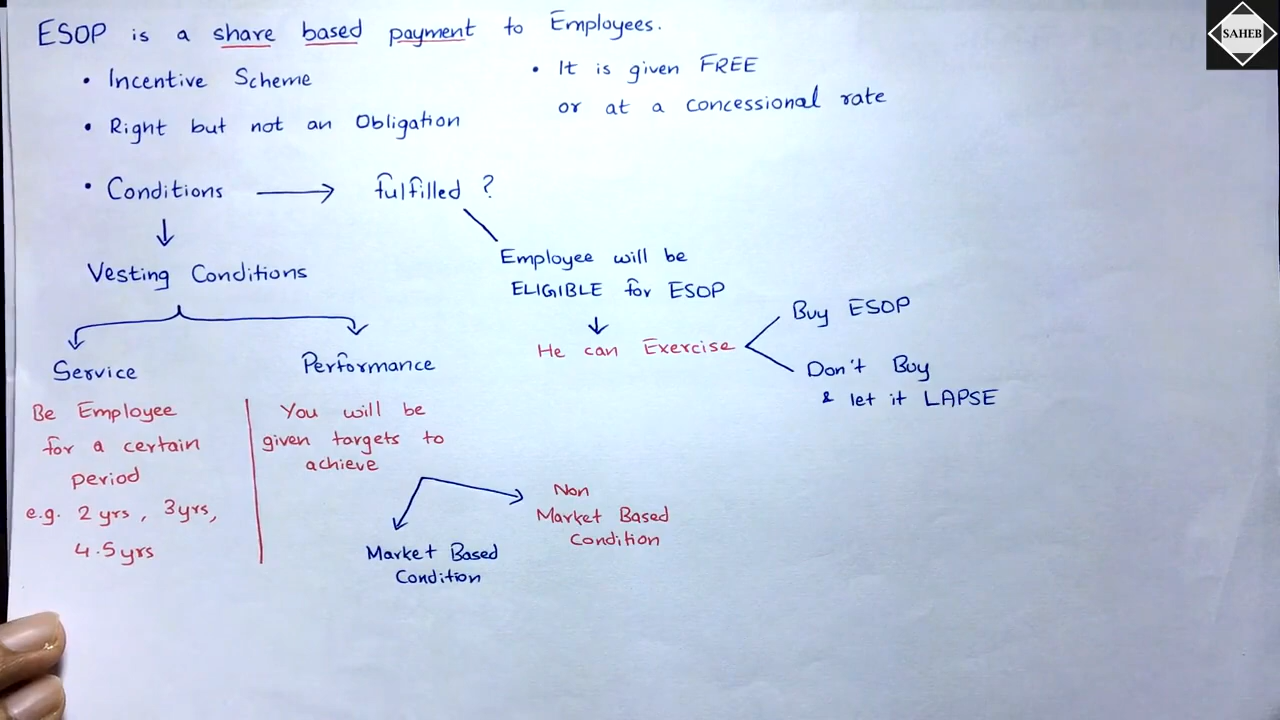 ESOP is a share based payment to Employees.
• Incentive Scheme
• Right but not an Obligation
• It is given FREE
or at a concessional rate
• Conditions → fulfilled ?
Vesting Conditions
Employee will be
ELIGIBLE for ESOP
He can Exercise
Buy ESOP
Don't Buy
& let it LAPSE
Service
Be Employee
for a certain
period
e.g. 2 yrs, 3yrs,
4.5 yrs
Performance
You will be
given targets to
achieve
Market Based
Condition
Non
Market Based
Condition
SAHEB